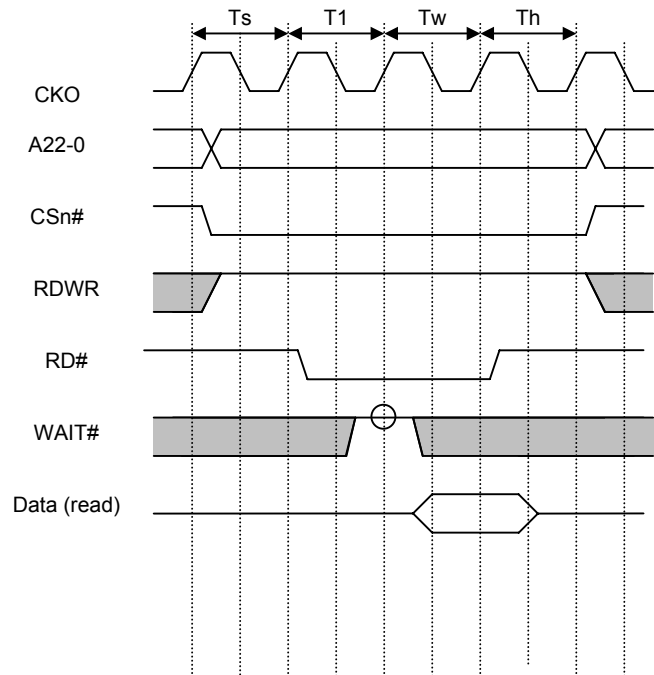 Ts T1 Tw Th
CKO
A22-0
CSn#
RDWR
RD#
WAIT#
Data (read)